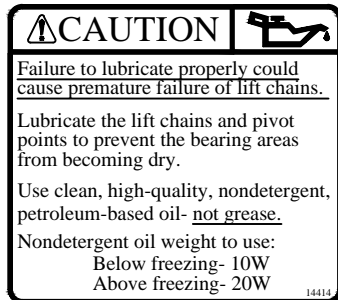 CAUTION
Failure to lubricate properly could
cause premature failure of lift chains.
Lubricate the lift chains and pivot
points to prevent the bearing areas
from becoming dry.
Use clean, high-quality, nondetergent,
petroleum-based oil- not grease.
Nondetergent oil weight to use:
Below freezing- 10W
Above freezing- 20W
14414